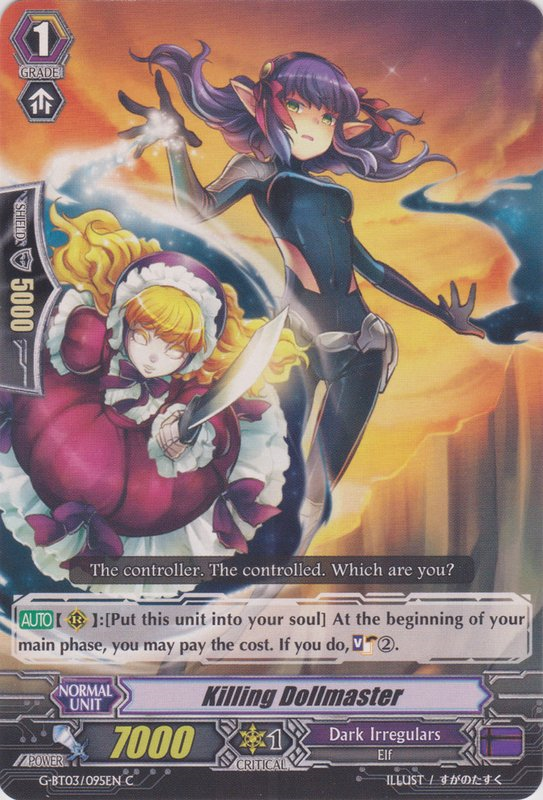 1
GRADE
SHIELD
5000
The controller. The controlled. Which are you?
AUTO【 R 】:[Put this unit into your soul] At the beginning of your
main phase, you may pay the cost. If you do, V ②.
NORMAL
UNIT
Killing Dollmaster
POWER
7000
1
CRITICAL
Dark Irregulars
Elf
G-BT03/095EN C
ILLUST / すがのたすく